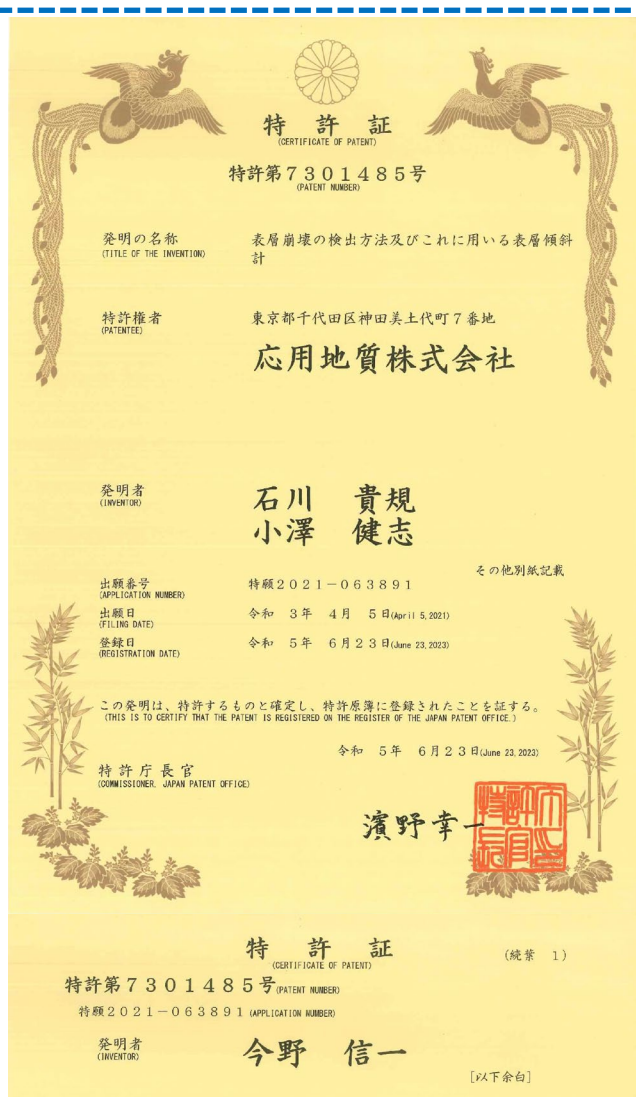 特許証
(CERTIFICATE OF PATENT)
特許第7301485号
(PATENT NUMBER)
発明の名称
(TITLE OF THE INVENTION)
表層崩壊の検出方法及びこれに用いる表層傾斜
計
特許権者
(PATENTEE)
東京都千代田区神田美土代町7番地
応用地質株式会社
発明者
(INVENTOR)
石川 貴規
小澤 健志
その他別紙記載
出願番号
(APPLICATION NUMBER)
特願2021-063891
出願日
(FILING DATE)
令和 3年 4月 5日(April 5,2021)
登録日
(REGISTRATION DATE)
令和 5年 6月23日(June 23,2023)
この発明は、特許するものと確定し、特許原簿に登録されたことを証する。
(THIS IS TO CERTIFY THAT THE PATENT IS REGISTERED ON THE REGISTER OF THE JAPAN PATENT OFFICE.)
令和 5年 6月23日(June 23,2023)
特許庁長官
(COMMISSIONER, JAPAN PATENT OFFICE)
濱野幸一
特許庁長官之印
特許証
(CERTIFICATE OF PATENT)
(続葉 1)
特許第7301485号(PATENT NUMBER)
特願2021-063891(APPLICATION NUMBER)
発明者
(INVENTOR)
今野 信一
[以下余白]